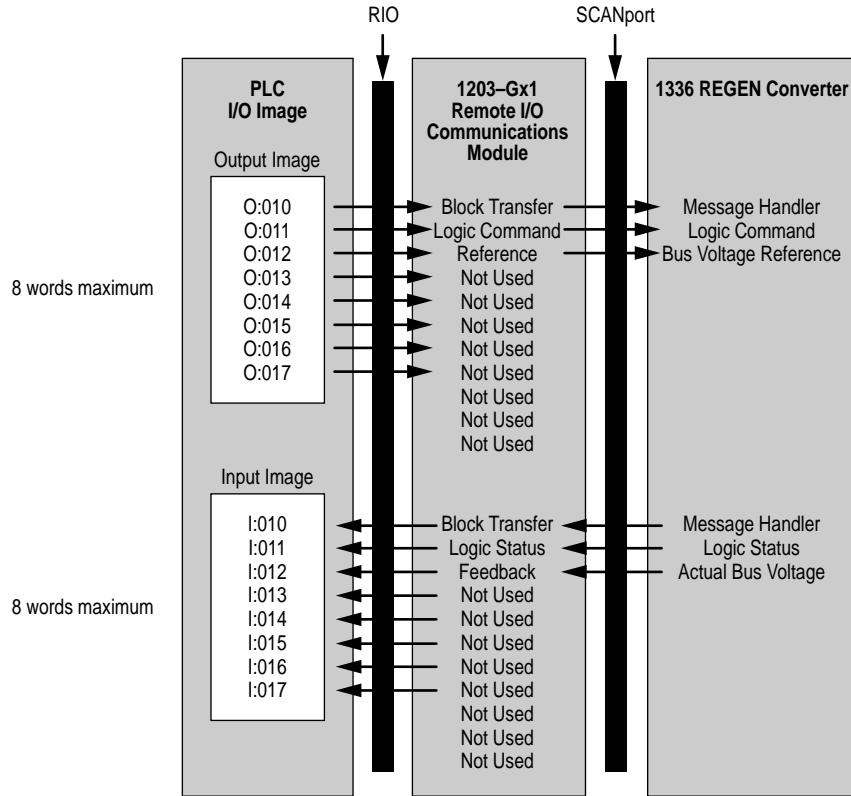 RIO
SCANport
PLC
I/O Image
1203–Gx1
Remote I/O
Communications
Module
1336 REGEN Converter
Output Image
8 words maximum
O:010
O:011
O:012
O:013
O:014
O:015
O:016
O:017
Block Transfer
Logic Command
Reference
Not Used
Not Used
Not Used
Not Used
Not Used
Not Used
Not Used
Not Used
Message Handler
Logic Command
Bus Voltage Reference
Input Image
8 words maximum
I:010
I:011
I:012
I:013
I:014
I:015
I:016
I:017
Block Transfer
Logic Status
Feedback
Not Used
Not Used
Not Used
Not Used
Not Used
Not Used
Not Used
Not Used
Message Handler
Logic Status
Actual Bus Voltage